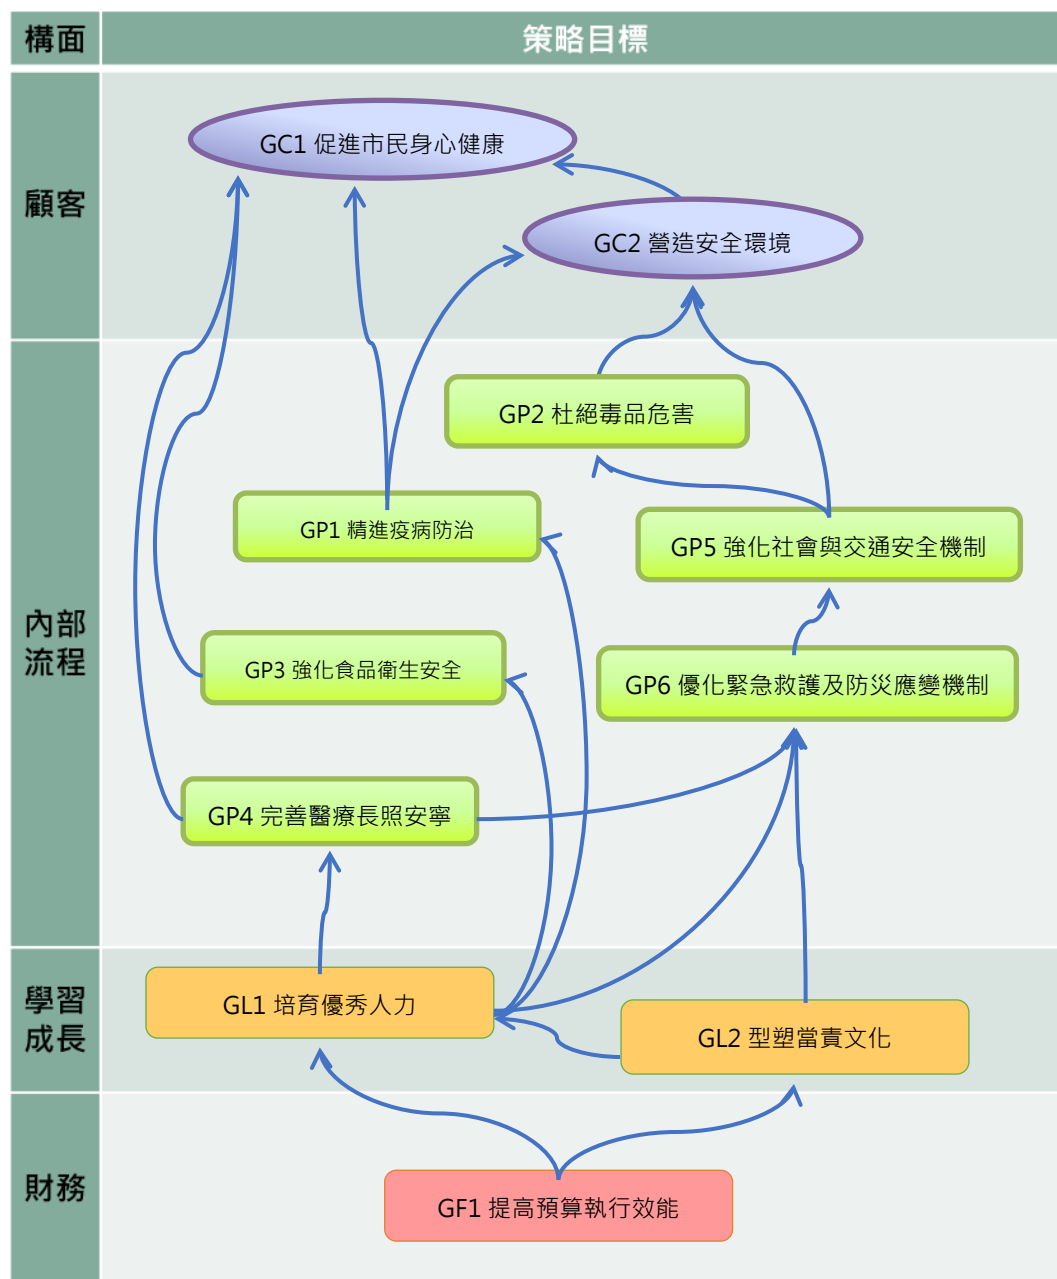 構面
策略目標
顧客
GC1 促進市民身心健康
GC2 營造安全環境
內部
流程
GP2 杜絕毒品危害
GP1 精進疫病防治
GP5 強化社會與交通安全機制
GP3 強化食品衛生安全
GP6 優化緊急救護及防災應變機制
GP4 完善醫療長照安寧
學習
成長
GL1 培育優秀人力
GL2 型塑當責文化
財務
GF1 提高預算執行效能